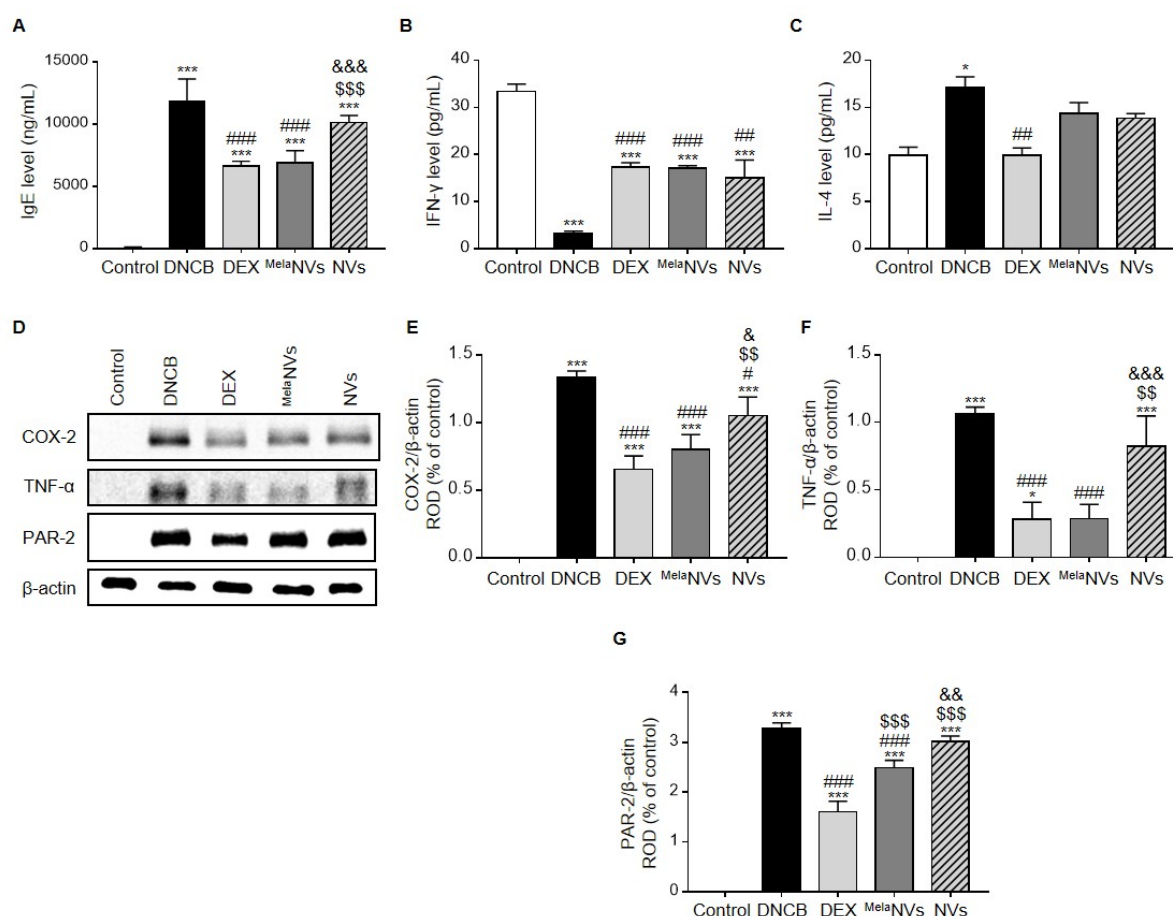 A
IgE level (ng/mL)
15000
10000
5000
0
***
###
***
###
***
&&&
$$$
***
Control DNCB DEX MelaNVs NVs
B
IFN-γ level (pg/mL)
40
30
20
10
0
***
###
***
###
***
##
***
Control DNCB DEX MelaNVs NVs
C
IL-4 level (pg/mL)
20
15
10
5
0
*
##
Control DNCB DEX MelaNVs NVs
D
Control
DNCB
DEX
MelaNVs
NVs
COX-2
TNF-α
PAR-2
β-actin
E
COX-2/β-actin
ROD (% of control)
1.5
1.0
0.5
0.0
***
###
***
###
***
&
$$
#
***
Control DNCB DEX MelaNVs NVs
F
TNF-α/β-actin
ROD (% of control)
1.5
1.0
0.5
0.0
***
###
*
###
&&&
$$
***
Control DNCB DEX MelaNVs NVs
G
PAR-2/β-actin
ROD (% of control)
4
3
2
1
0
***
###
***
$$$
###
***
&&
$$$
***
Control DNCB DEX MelaNVs NVs